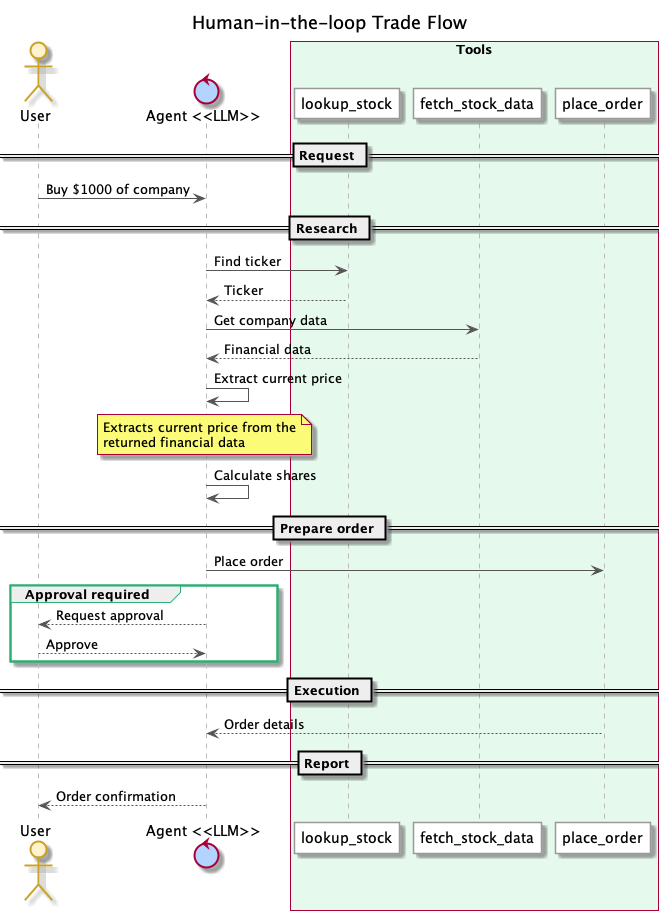 Human-in-the-loop Trade Flow
Tools
User
Agent <<LLM>>
lookup_stock
fetch_stock_data
place_order
Request
Buy $1000 of company
Research
Find ticker
Ticker
Get company data
Financial data
Extract current price
Extracts current price from the
returned financial data
Calculate shares
Prepare order
Place order
Approval required
Request approval
Approve
Execution
Order details
Report
Order confirmation
User
Agent <<LLM>>
lookup_stock
fetch_stock_data
place_order